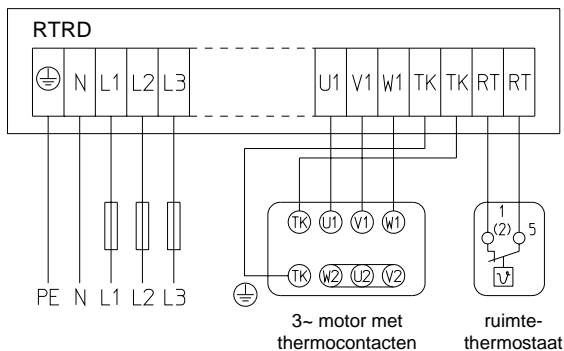 RTRD
N L1 L2 L3 U1 V1 W1 TK TK RT RT
TK U1 V1 W1
1
(2) 5
TK W2 U2 V2
PE N L1 L2 L3
3~ motor met
thermocontacten
ruimte-
thermostaat